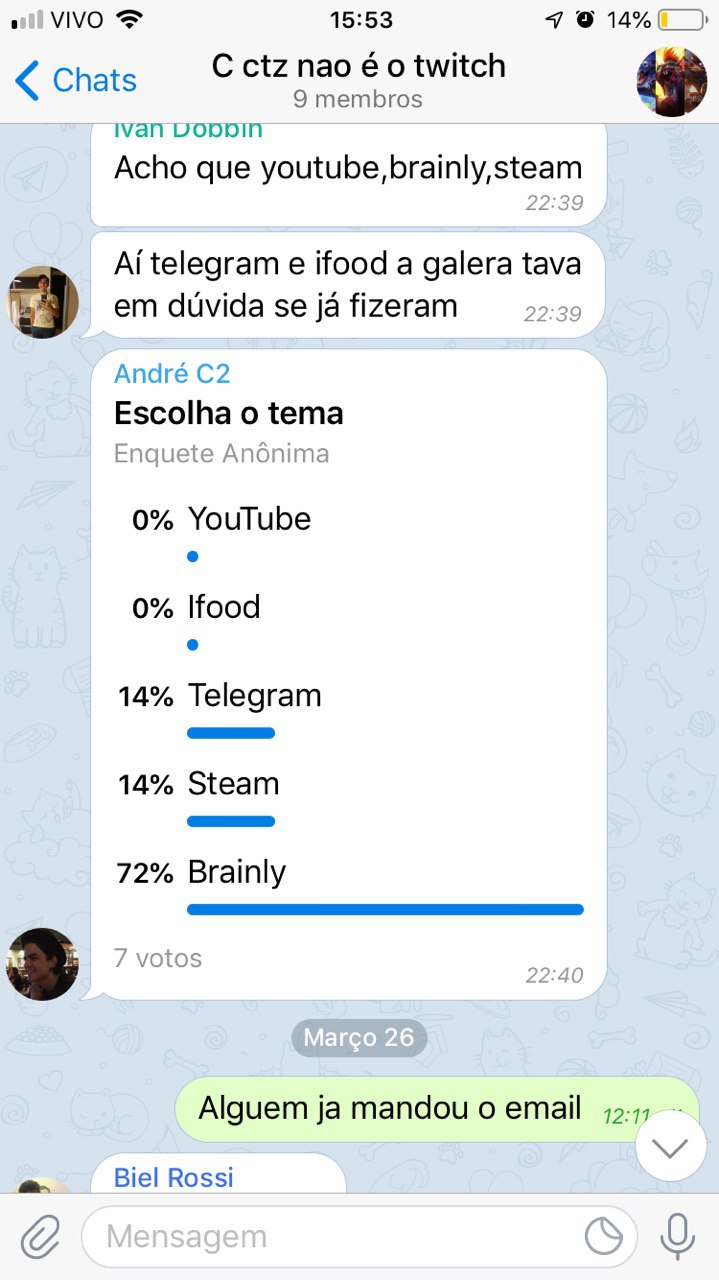 VIVO
15:53
14%
Chats
C ctz nao é o twitch
9 membros
Ivan Dobbin
Acho que youtube,brainly,steam
22:39
Aí telegram e ifood a galera tava
em dúvida se já fizeram
22:39
André C2
Escolha o tema
Enquete Anônima
0% YouTube
0% Ifood
14% Telegram
14% Steam
72% Brainly
7 votos
22:40
Março 26
Alguem ja mandou o email
12:11
Biel Rossi
Mensagem